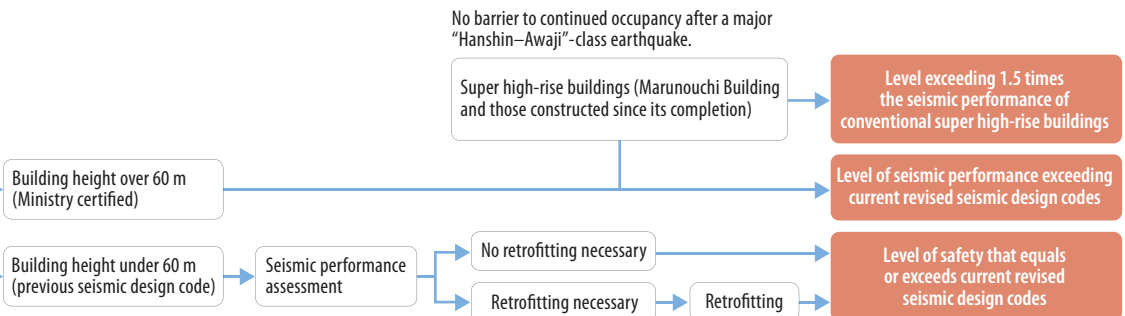 No barrier to continued occupancy after a major
“Hanshin–Awaji”-class earthquake.
Super high-rise buildings (Marunouchi Building
and those constructed since its completion)
Level exceeding 1.5 times
the seismic performance of
conventional super high-rise buildings
Building height over 60 m
(Ministry certified)
Level of seismic performance exceeding
current revised seismic design codes
Building height under 60 m
(previous seismic design code)
Seismic performance
assessment
No retrofitting necessary
Retrofitting necessary
Retrofitting
Level of safety that equals
or exceeds current revised
seismic design codes